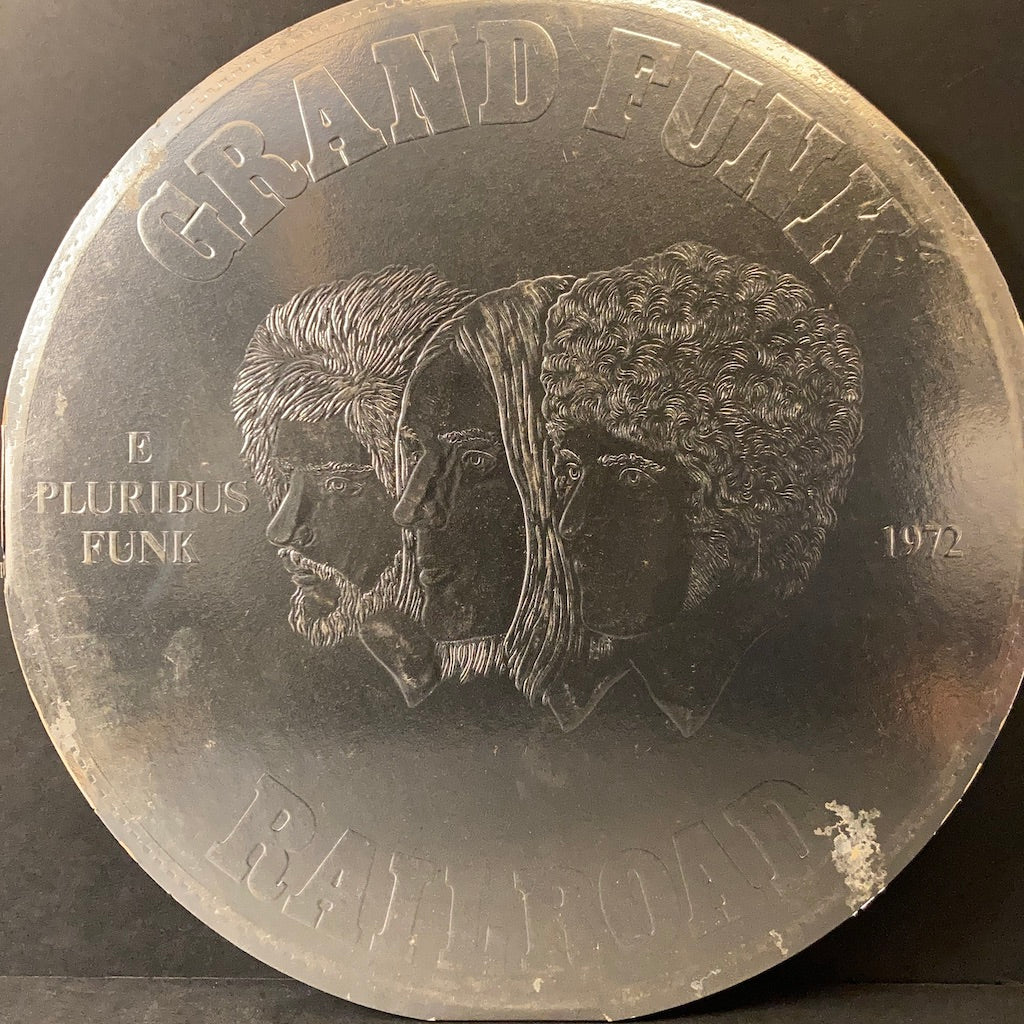 GRAND FUNK
E
PLURIBUS
FUNK
1972
RAILROAD